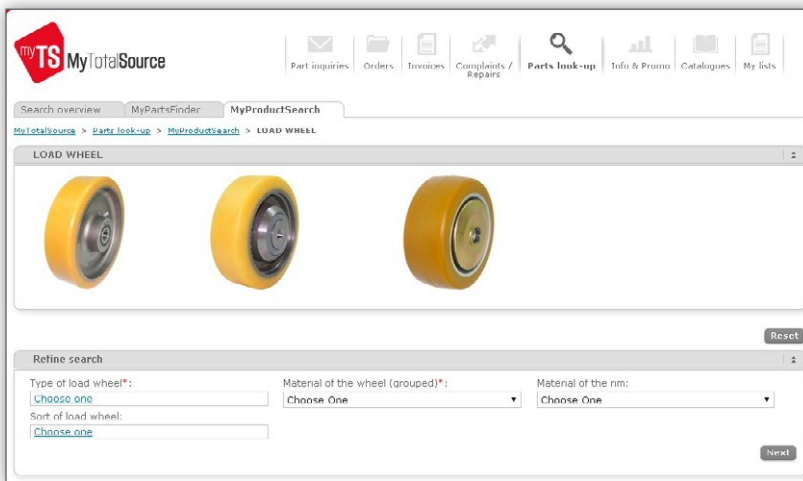 myTS MyTotalSource
Part inquiries Orders Invoices Complaints / Repairs Parts look-up Info & Promo Catalogues My lists
Search overview MyPartsFinder MyProductSearch
MyTotalSource > Parts look-up > MyProductSearch > LOAD WHEEL
LOAD WHEEL
Reset
Refine search
Type of load wheel*: Material of the wheel (grouped)*: Material of the rim:
Choose one Choose One Choose One
Sort of load wheel:
Choose one
Next